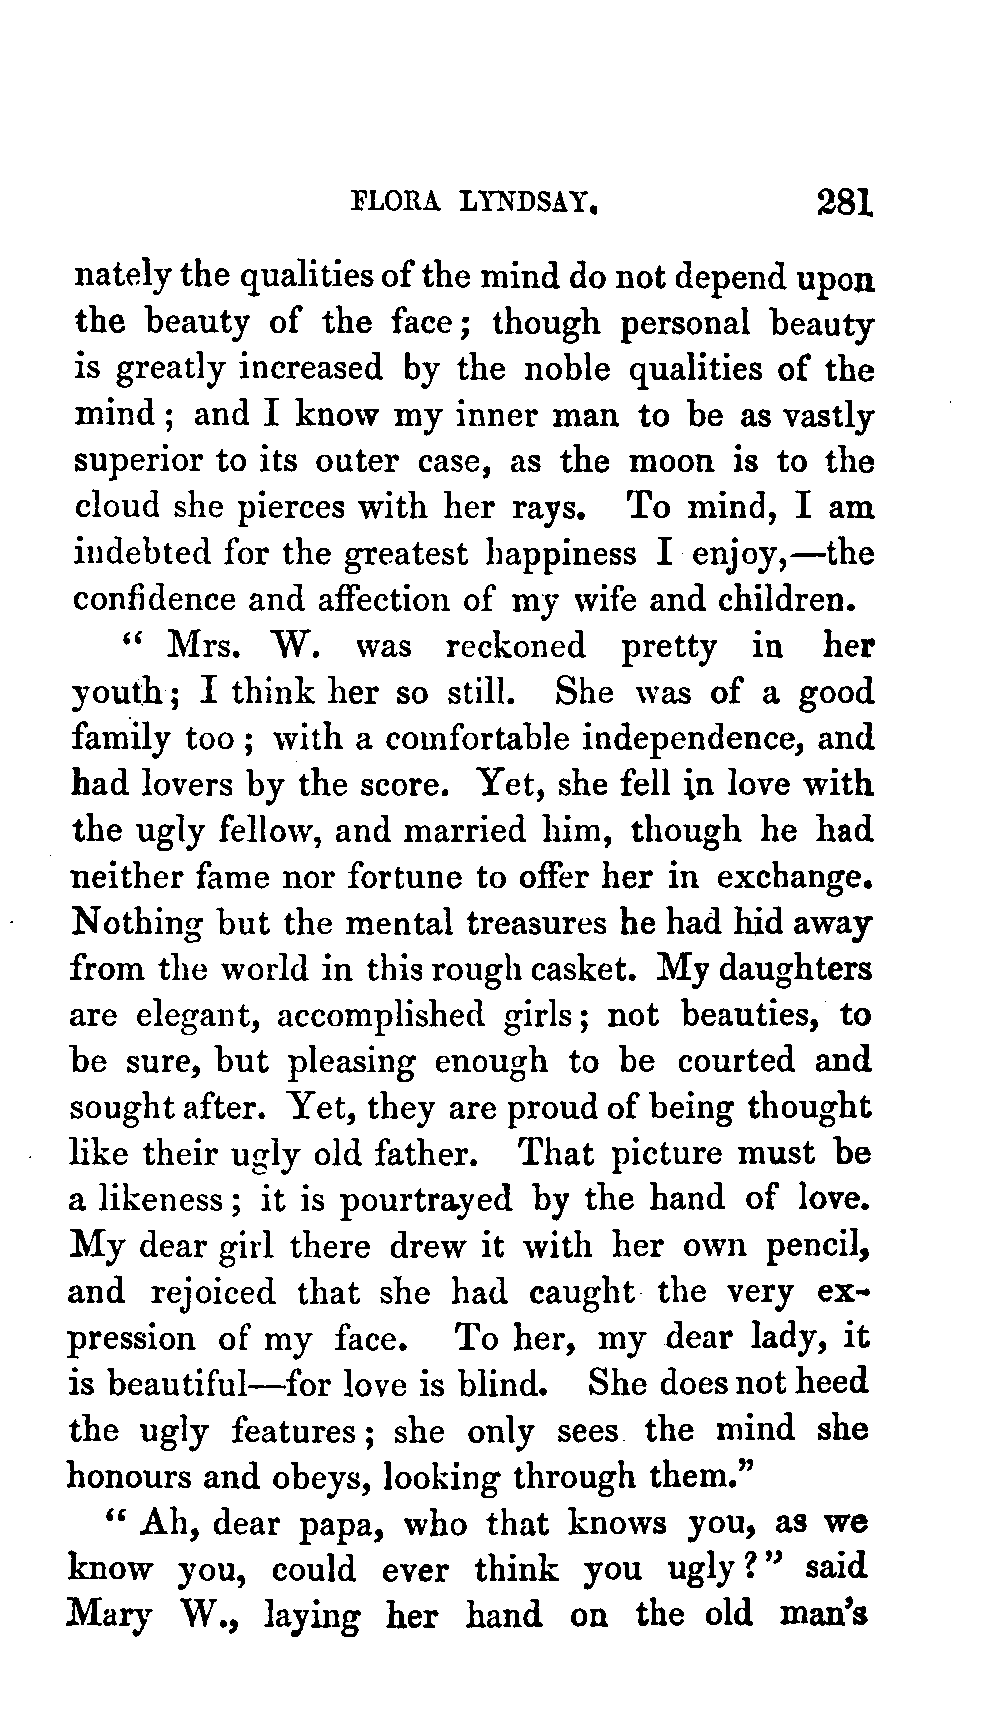 FLORA LYNDSAY. 281
nately the qualities of the mind do not depend upon
the beauty of the face; though personal beauty
is greatly increased by the noble qualities of the
mind; and I know my inner man to be as vastly
superior to its outer case, as the moon is to the
cloud she pierces with her rays. To mind, I am
indebted for the greatest happiness I enjoy,—the
confidence and affection of my wife and children.
“ Mrs. W. was reckoned pretty in her
youth; I think her so still. She was of a good
family too; with a comfortable independence, and
had lovers by the score. Yet, she fell in love with
the ugly fellow, and married him, though he had
neither fame nor fortune to offer her in exchange.
Nothing but the mental treasures he had hid away
from the world in this rough casket. My daughters
are elegant, accomplished girls; not beauties, to
be sure, but pleasing enough to be courted and
sought after. Yet, they are proud of being thought
like their ugly old father. That picture must be
a likeness; it is pourtrayed by the hand of love.
My dear girl there drew it with her own pencil,
and rejoiced that she had caught the very ex-
pression of my face. To her, my dear lady, it
is beautiful—for love is blind. She does not heed
the ugly features; she only sees the mind she
honours and obeys, looking through them.”
“ Ah, dear papa, who that knows you, as we
know you, could ever think you ugly?” said
Mary W., laying her hand on the old man's